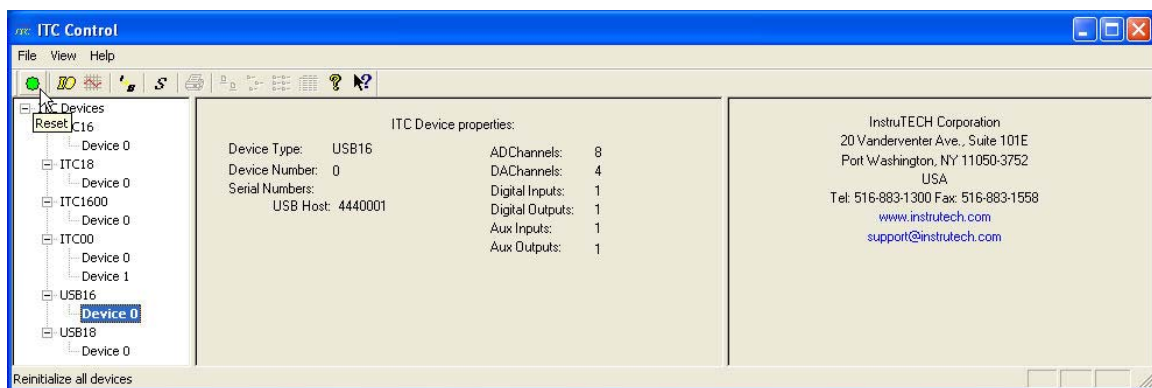 ITC Control
File View Help
ITC Devices
Reset
C16
Device 0
ITC18
Device 0
ITC1600
Device 0
ITC00
Device 0
Device 1
USB16
Device 0
USB18
Device 0
ITC Device properties:
Device Type: USB16
Device Number: 0
Serial Numbers:
USB Host: 4440001
ADChannels: 8
DAChannels: 4
Digital Inputs: 1
Digital Outputs: 1
Aux Inputs: 1
Aux Outputs: 1
InstruTECH Corporation
20 Vanderventer Ave., Suite 101E
Port Washington, NY 11050-3752
USA
Tel: 516-883-1300 Fax: 516-883-1558
www.instrutech.com
support@instrutech.com
Reinitialize all devices